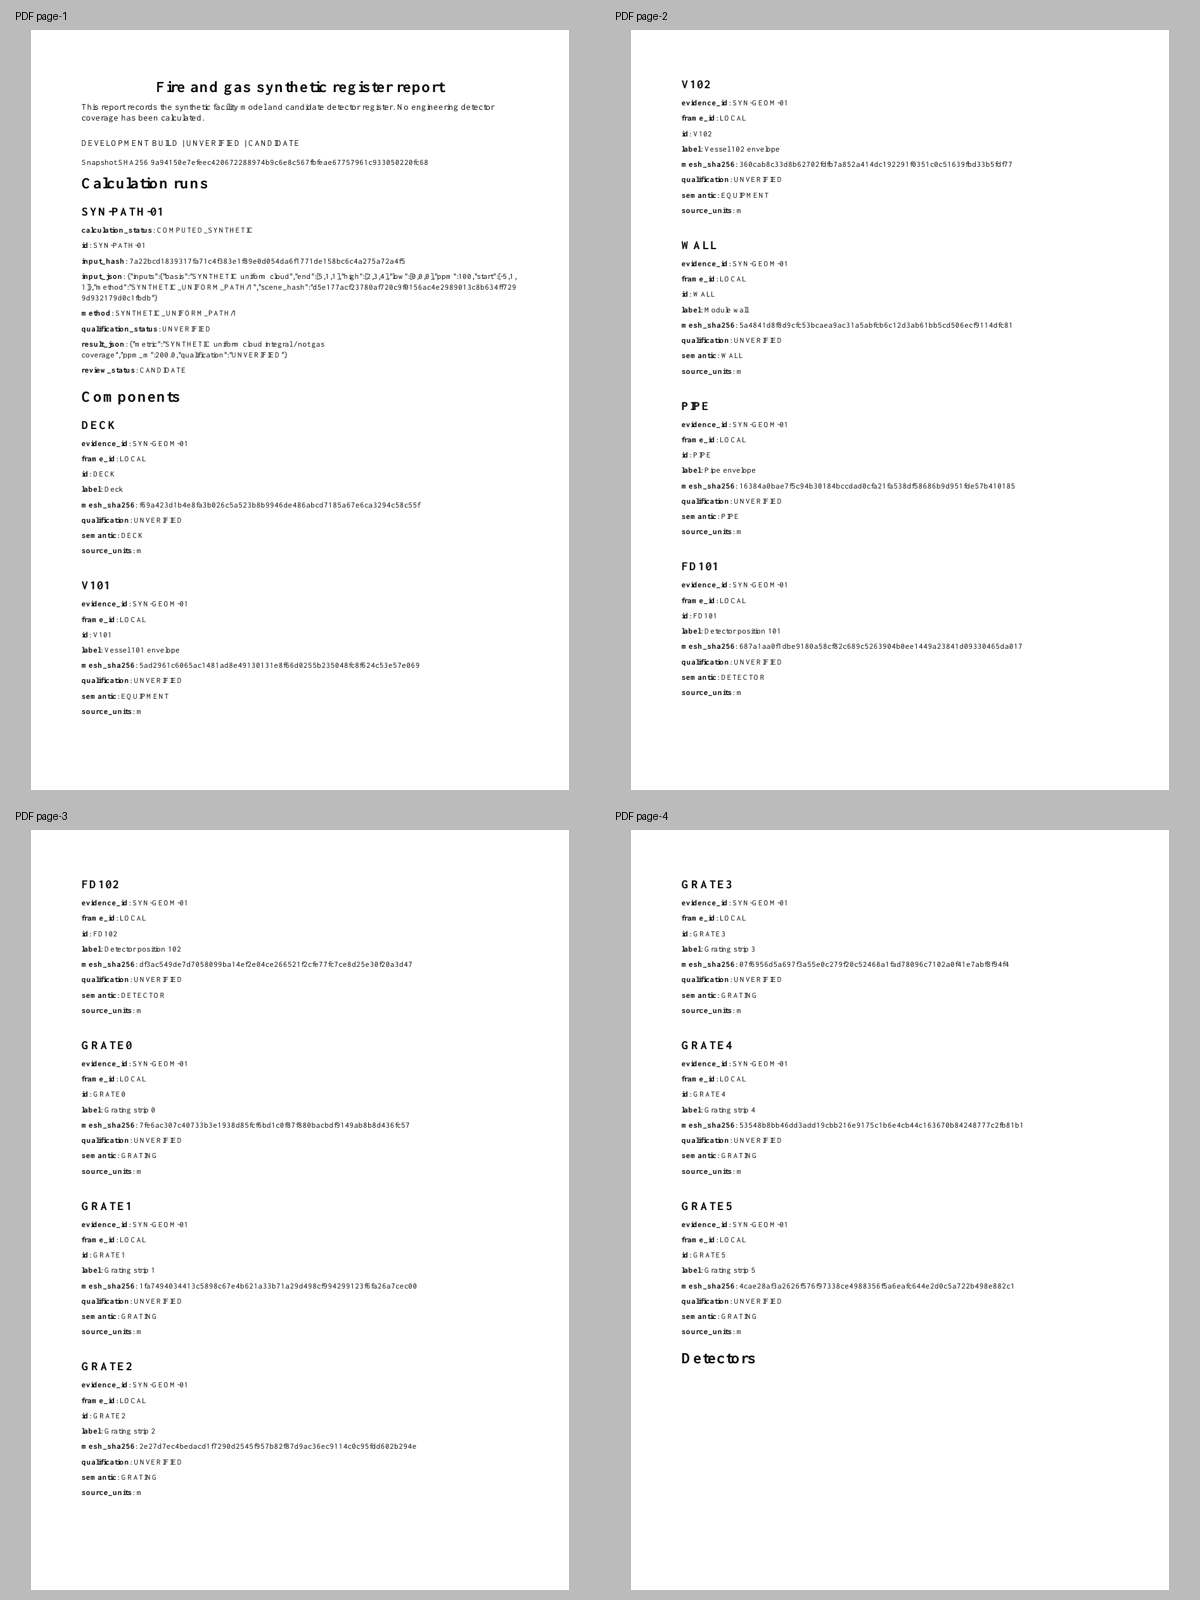 PDF page-1
Fire and gas synthetic register report
This report records the synthetic facility model and candidate detector register. No engineering detector
coverage has been calculated.
DEVELOPMENT BUILD | UNVERIFIED | CANDIDATE
Snapshot SHA256 9a94150e7efeec420672288974b9c6e8c567fbfeae67757961c933050220fc68
Calculation runs
SYN-PATH-01
calculation_status: COMPUTED_SYNTHETIC
id: SYN-PATH-01
input_hash: 7a22bcd1839317fa71c4f383e1f89e0d054da6f1771de158bc6c4a275a72a4f5
input_json: {"inputs":{"basis":"SYNTHETIC uniform cloud","end":[5,1,1],"high":[2,3,4],"low":[0,0,0],"ppm":100,"start":[-5,1,
1]},"method":"SYNTHETIC_UNIFORM_PATH/1","scene_hash":"d5e177acf23780af720c9f0156ac4e2989013c8b634ff729
9d932179d0c1fbdb"}
method: SYNTHETIC_UNIFORM_PATH/1
qualification_status: UNVERIFIED
result_json: {"metric":"SYNTHETIC uniform cloud integral/not gas
coverage","ppm_m":200.0,"qualification":"UNVERIFIED"}
review_status: CANDIDATE
Components
DECK
evidence_id: SYN-GEOM-01
frame_id: LOCAL
id: DECK
label: Deck
mesh_sha256: f69a423d1b4e8fa3b026c5a523b8b9946de486abcd7185a67e6ca3294c58c55f
qualification: UNVERIFIED
semantic: DECK
source_units: m
V101
evidence_id: SYN-GEOM-01
frame_id: LOCAL
id: V101
label: Vessel 101 envelope
mesh_sha256: 5ad2961c6065ac1481ad8e49130131e8f66d0255b235048fc8f624c53e57e069
qualification: UNVERIFIED
semantic: EQUIPMENT
source_units: m
PDF page-2
V102
evidence_id: SYN-GEOM-01
frame_id: LOCAL
id: V102
label: Vessel 102 envelope
mesh_sha256: 360cab8c33d8b62702fdfb7a852a414dc192291f0351c0c51639fbd33b5fdf77
qualification: UNVERIFIED
semantic: EQUIPMENT
source_units: m
WALL
evidence_id: SYN-GEOM-01
frame_id: LOCAL
id: WALL
label: Module wall
mesh_sha256: 5a4841d8f8d9cfc53bcaea9ac31a5abfcb6c12d3ab61bb5cd506ecf9114dfc81
qualification: UNVERIFIED
semantic: WALL
source_units: m
PIPE
evidence_id: SYN-GEOM-01
frame_id: LOCAL
id: PIPE
label: Pipe envelope
mesh_sha256: 16384a0bae7f5c94b30184bccdad0cfa21fa538df58686b9d951fde57b410185
qualification: UNVERIFIED
semantic: PIPE
source_units: m
FD101
evidence_id: SYN-GEOM-01
frame_id: LOCAL
id: FD101
label: Detector position 101
mesh_sha256: 687a1aa0f1dbe9180a58cf82c689c5263904b0ee1449a23841d09330465da017
qualification: UNVERIFIED
semantic: DETECTOR
source_units: m
PDF page-3
FD102
evidence_id: SYN-GEOM-01
frame_id: LOCAL
id: FD102
label: Detector position 102
mesh_sha256: df3ac549de7d7058099ba14ef2e04ce266521f2cfe77fc7ce8d25e30f20a3d47
qualification: UNVERIFIED
semantic: DETECTOR
source_units: m
GRATE0
evidence_id: SYN-GEOM-01
frame_id: LOCAL
id: GRATE0
label: Grating strip 0
mesh_sha256: 7fe6ac307c40733b3e1938d85fcf6bd1c0f87f880bacbdf9149ab8b8d436fc57
qualification: UNVERIFIED
semantic: GRATING
source_units: m
GRATE1
evidence_id: SYN-GEOM-01
frame_id: LOCAL
id: GRATE1
label: Grating strip 1
mesh_sha256: 1fa7494034413c5898c67e4b621a33b71a29d498cf994299123f6fa26a7cec00
qualification: UNVERIFIED
semantic: GRATING
source_units: m
GRATE2
evidence_id: SYN-GEOM-01
frame_id: LOCAL
id: GRATE2
label: Grating strip 2
mesh_sha256: 2e27d7ec4bedacd1f7290d2545f957b82f87d9ac36ec9114c0c95fdd602b294e
qualification: UNVERIFIED
semantic: GRATING
source_units: m
PDF page-4
GRATE3
evidence_id: SYN-GEOM-01
frame_id: LOCAL
id: GRATE3
label: Grating strip 3
mesh_sha256: 07f6956d5a697f3a55e0c279f20c52468a1fad78096c7102a0f41e7abf8f94f4
qualification: UNVERIFIED
semantic: GRATING
source_units: m
GRATE4
evidence_id: SYN-GEOM-01
frame_id: LOCAL
id: GRATE4
label: Grating strip 4
mesh_sha256: 53548b8bb46dd3add19cbb216e9175c1b6e4cb44c163670b84248777c2fb81b1
qualification: UNVERIFIED
semantic: GRATING
source_units: m
GRATE5
evidence_id: SYN-GEOM-01
frame_id: LOCAL
id: GRATE5
label: Grating strip 5
mesh_sha256: 4cae28af3a2626f576f97338ce4988356f5a6eafc644e2d0c5a722b498e882c1
qualification: UNVERIFIED
semantic: GRATING
source_units: m
Detectors